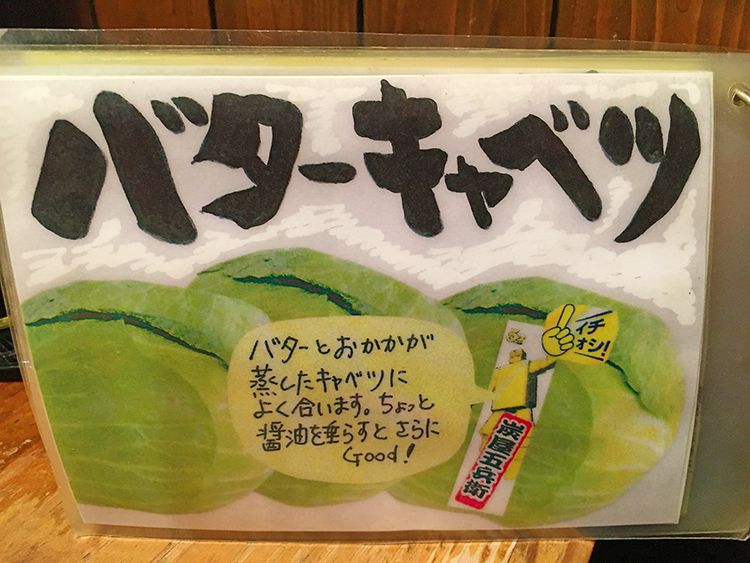 バターキャベツ
バターとおかかが
蒸したキャベツに
よく合います。ちょっと
醤油を垂らすとさらに
Good!
イチ
オシ!
炭屋五兵衛